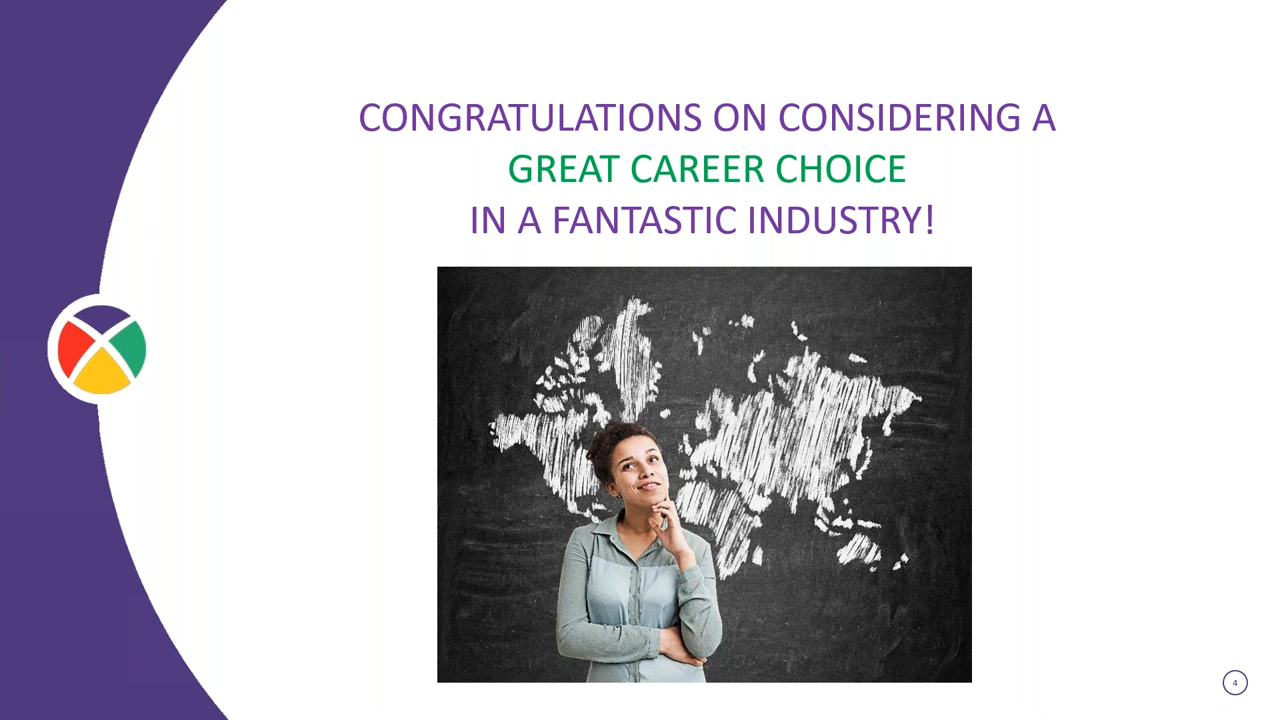 CONGRATULATIONS ON CONSIDERING A
GREAT CAREER CHOICE
IN A FANTASTIC INDUSTRY!
4